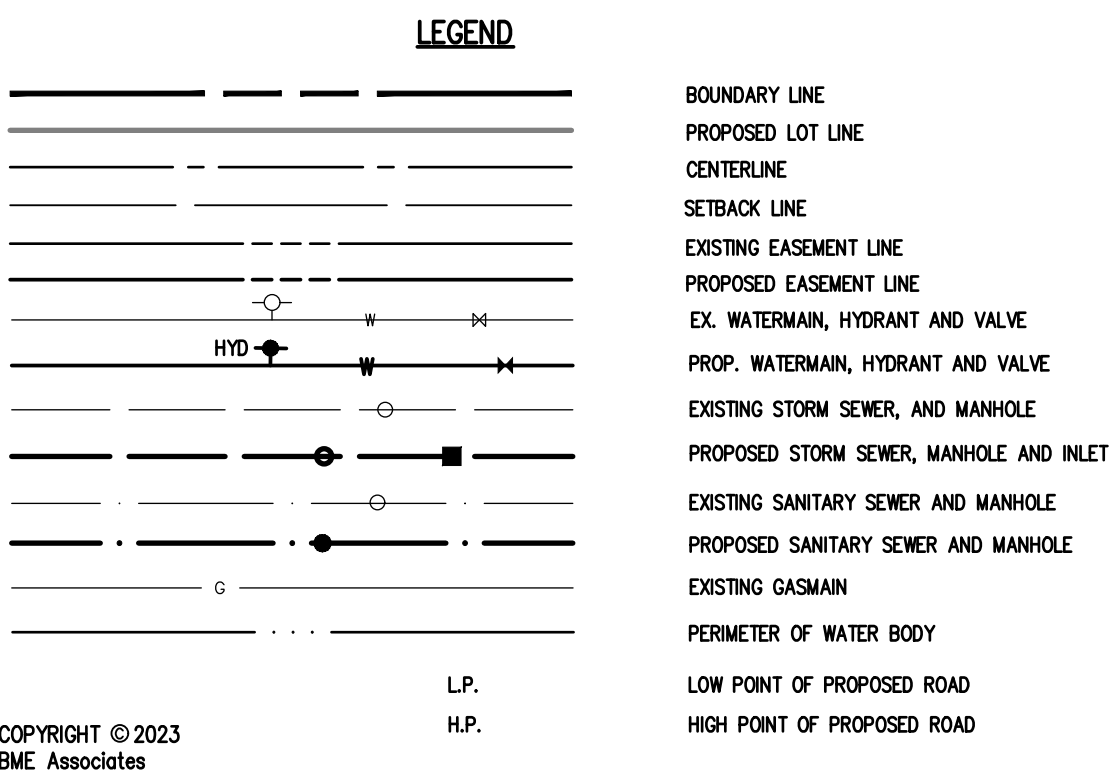 LEGEND
BOUNDARY LINE
PROPOSED LOT LINE
CENTERLINE
SETBACK LINE
EXISTING EASEMENT LINE
PROPOSED EASEMENT LINE
W EX. WATERMAIN, HYDRANT AND VALVE
HYD W PROP. WATERMAIN, HYDRANT AND VALVE
EXISTING STORM SEWER, AND MANHOLE
PROPOSED STORM SEWER, MANHOLE AND INLET
EXISTING SANITARY SEWER AND MANHOLE
PROPOSED SANITARY SEWER AND MANHOLE
G EXISTING GASMAIN
PERIMETER OF WATER BODY
L.P. LOW POINT OF PROPOSED ROAD
H.P. HIGH POINT OF PROPOSED ROAD
COPYRIGHT © 2023
BME Associates